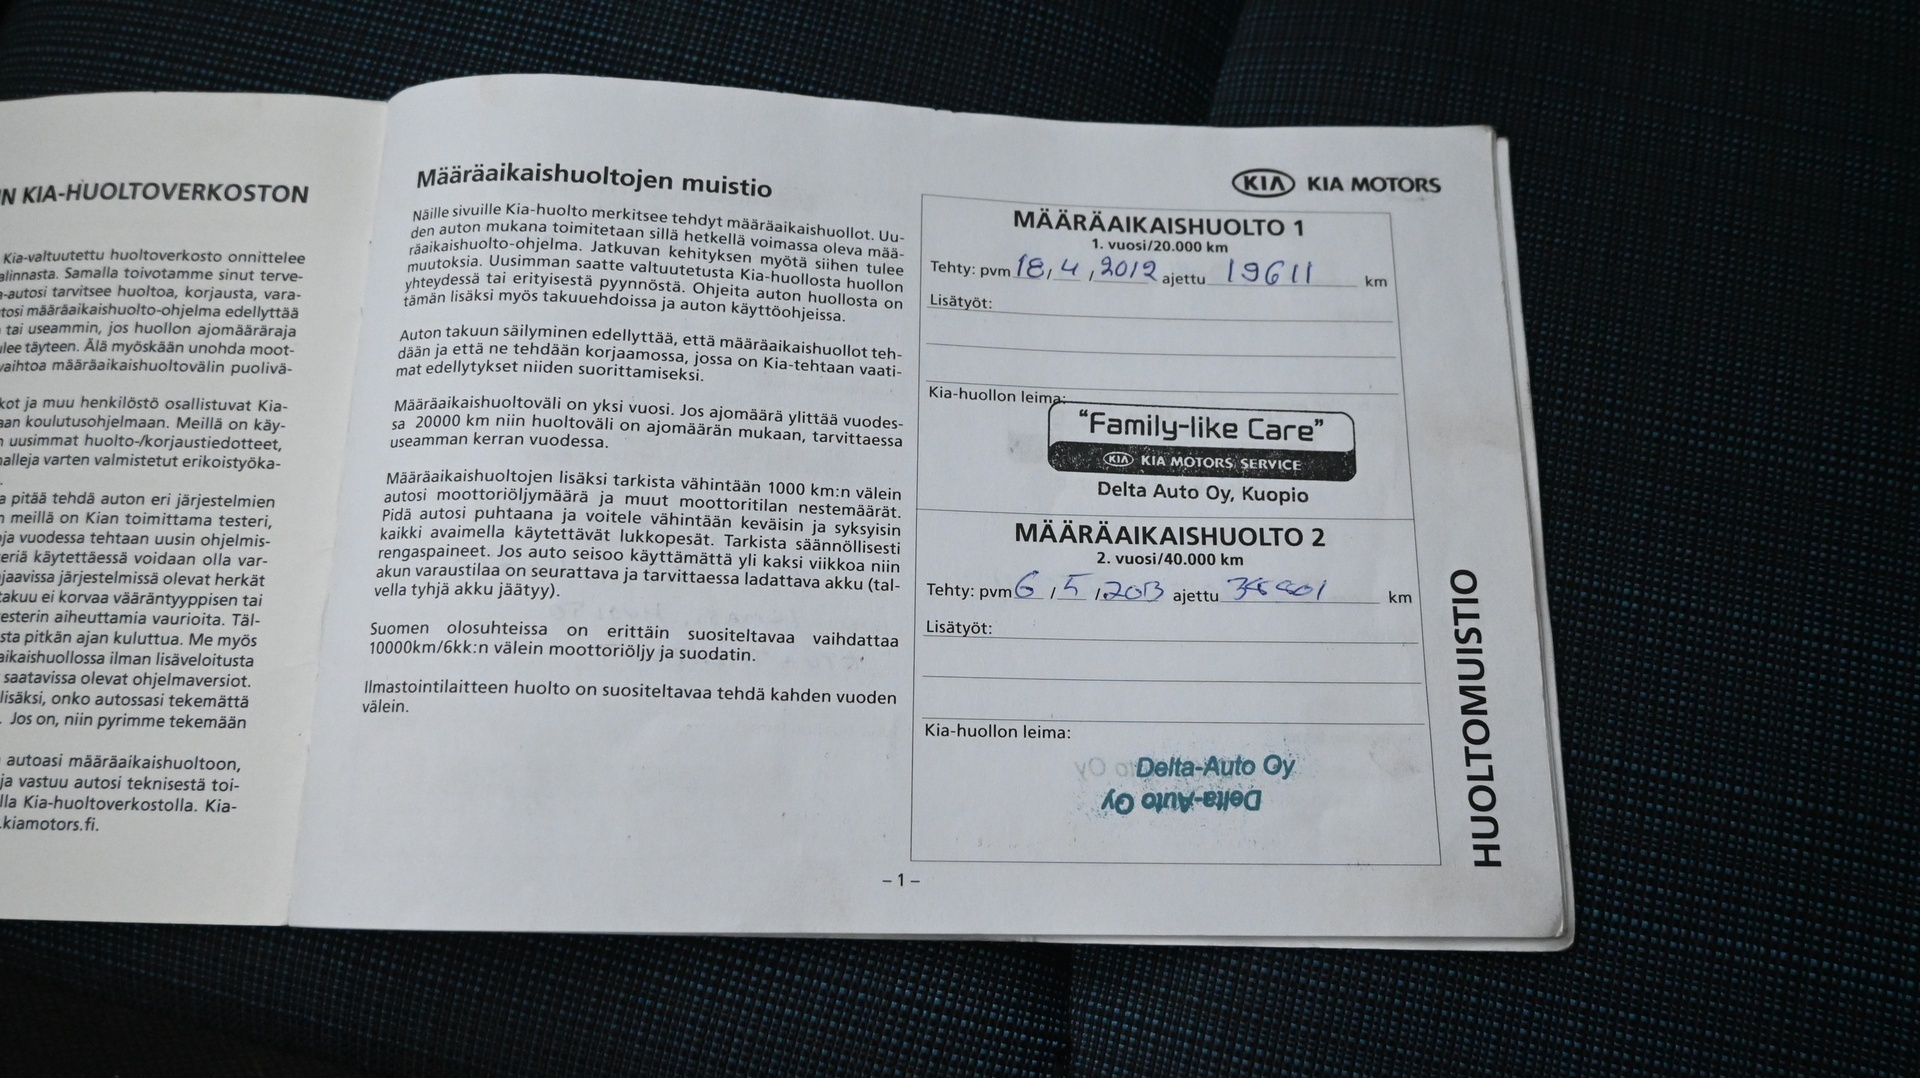 N KIA-HUOLTOVERKOSTON
Kia-valtuutettu huoltoverkosto onnittelee
alinnasta. Samalla toivotamme sinut terve-
-autosi tarvitsee huoltoa, korjausta, vara-
tosi määräaikaishuolto-ohjelma edellyttää
tai useammin, jos huollon ajomääräraja
lee täyteen. Älä myöskään unohda moot-
vaihtoa määräaikaishuoltovälin puolivä-
kot ja muu henkilöstö osallistuvat Kia-
aan koulutusohjelmaan. Meillä on käy-
uusimmat huolto-/korjaustiedotteet,
alleja varten valmistetut erikoistyöka-
.
a pitää tehdä auton eri järjestelmien
n meillä on Kian toimittama testeri,
ja vuodessa tehtaan uusin ohjelmis-
eriä käytettäessä voidaan olla var-
jaavissa järjestelmissä olevat herkät
takuu ei korvaa vääräntyyppisen tai
esterin aiheuttamia vaurioita. Täl-
sta pitkän ajan kuluttua. Me myös
aikaishuollossa ilman lisäveloitusta
saatavissa olevat ohjelmaversiot.
lisäksi, onko autossasi tekemättä
. Jos on, niin pyrimme tekemään
autoasi määräaikaishuoltoon,
ja vastuu autosi teknisestä toi-
lla Kia-huoltoverkostolla. Kia-
.kiamotors.fi.
Määräaikaishuoltojen muistio
Näille sivuille Kia-huolto merkitsee tehdyt määräaikaishuollot. Uu-
den auton mukana toimitetaan sillä hetkellä voimassa oleva mää-
räaikaishuolto-ohjelma. Jatkuvan kehityksen myötä siihen tulee
muutoksia. Uusimman saatte valtuutetusta Kia-huollosta huollon
yhteydessä tai erityisestä pyynnöstä. Ohjeita auton huollosta on
tämän lisäksi myös takuuehdoissa ja auton käyttöohjeissa.
Auton takuun säilyminen edellyttää, että määräaikaishuollot teh-
dään ja että ne tehdään korjaamossa, jossa on Kia-tehtaan vaati-
mat edellytykset niiden suorittamiseksi.
Määräaikaishuoltoväli on yksi vuosi. Jos ajomäärä ylittää vuodes-
sa 20000 km niin huoltoväli on ajomäärän mukaan, tarvittaessa
useamman kerran vuodessa.
Määräaikaishuoltojen lisäksi tarkista vähintään 1000 km:n välein
autosi moottoriöljymäärä ja muut moottoritilan nestemäärät.
Pidä autosi puhtaana ja voitele vähintään keväisin ja syksyisin
kaikki avaimella käytettävät lukkopesät. Tarkista säännöllisesti
rengaspaineet. Jos auto seisoo käyttämättä yli kaksi viikkoa niin
akun varaustilaa on seurattava ja tarvittaessa ladattava akku (tal-
vella tyhjä akku jäätyy).
Suomen olosuhteissa on erittäin suositeltavaa vaihdattaa
10000km/6kk:n välein moottoriöljy ja suodatin.
Ilmastointilaitteen huolto on suositeltavaa tehdä kahden vuoden
välein.
KIA KIA MOTORS
MÄÄRÄAIKAISHUOLTO 1
1. vuosi/20.000 km
Tehty: pvm 18, 4, 2012 ajettu 19611 km
Lisätyöt:
Kia-huollon leima:
"Family-like Care"
KIA KIA MOTORS SERVICE
Delta Auto Oy, Kuopio
MÄÄRÄAIKAISHUOLTO 2
2. vuosi/40.000 km
Tehty: pvm 6 / 5 / 2013 ajettu km
Lisätyöt:
Kia-huollon leima:
Delta-Auto Oy
Delta-Auto Oy
HUOLTOMUISTIO
– 1 –